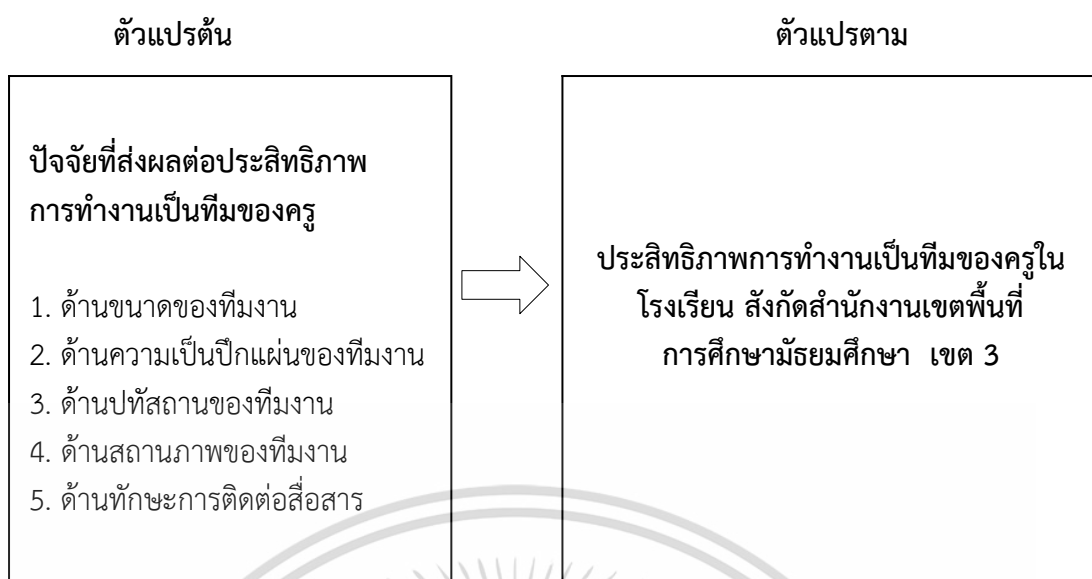 ตัวแปรต้น
ตัวแปรตาม
ปัจจัยที่ส่งผลต่อประสิทธิภาพ
การทำงานเป็นทีมของครู
1. ด้านขนาดของทีมงาน
2. ด้านความเป็นปึกแผ่นของทีมงาน
3. ด้านปทัสถานของทีมงาน
4. ด้านสถานภาพของทีมงาน
5. ด้านทักษะการติดต่อสื่อสาร
ประสิทธิภาพการทำงานเป็นทีมของครูใน
โรงเรียน สังกัดสำนักงานเขตพื้นที่
การศึกษามัธยมศึกษา เขต 3